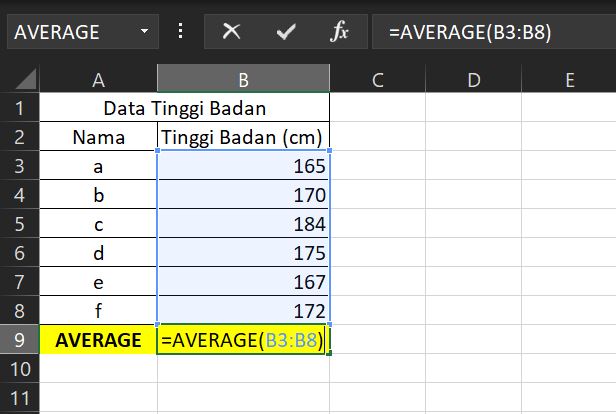 AVERAGE fx =AVERAGE(B3:B8)
A B C D E
1 Data Tinggi Badan
2 Nama Tinggi Badan (cm)
3 a 165
4 b 170
5 c 184
6 d 175
7 e 167
8 f 172
9 AVERAGE =AVERAGE(B3:B8)
10
11